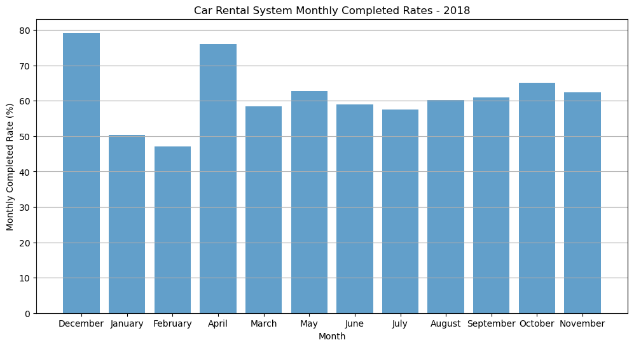 Car Rental System Monthly Completed Rates - 2018
Monthly Completed Rate (%)
80
70
60
50
40
30
20
10
0
December January February April March May June July August September October November
Month